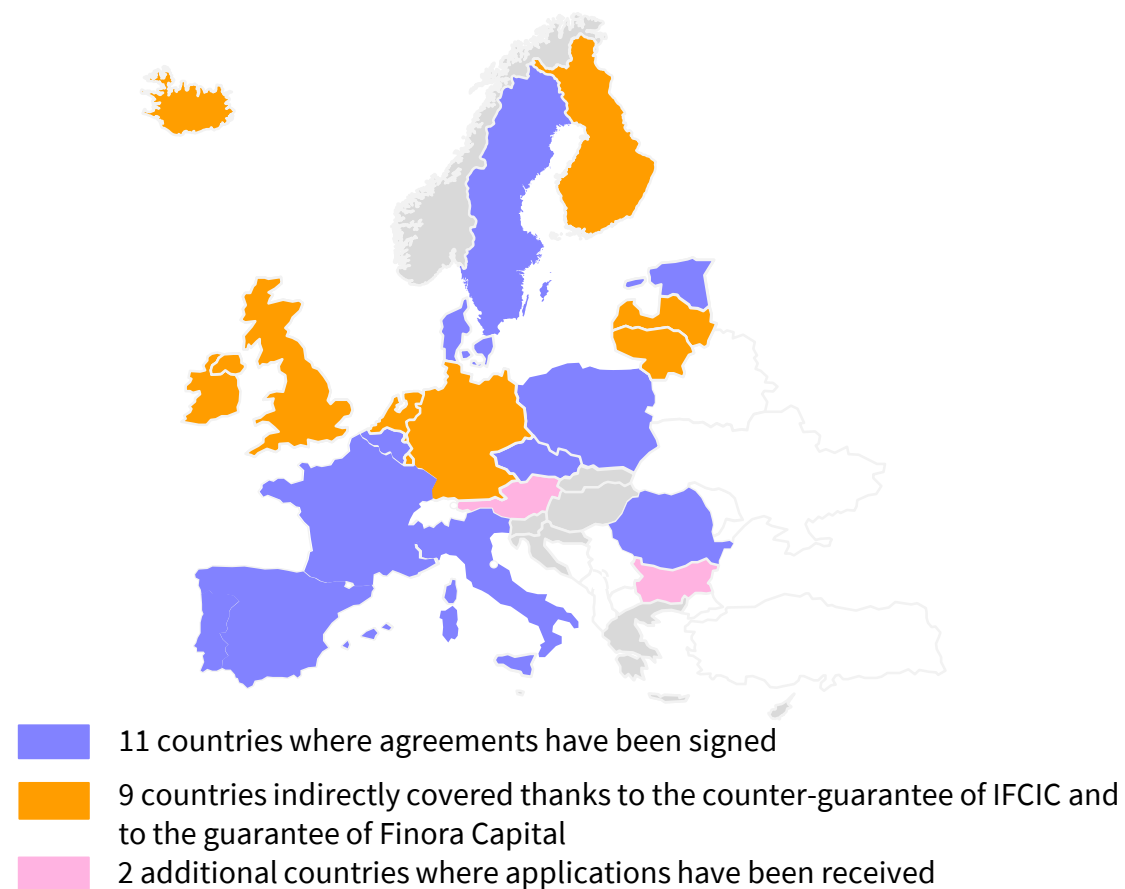 11 countries where agreements have been signed
9 countries indirectly covered thanks to the counter-guarantee of IFCIC and
to the guarantee of Finora Capital
2 additional countries where applications have been received